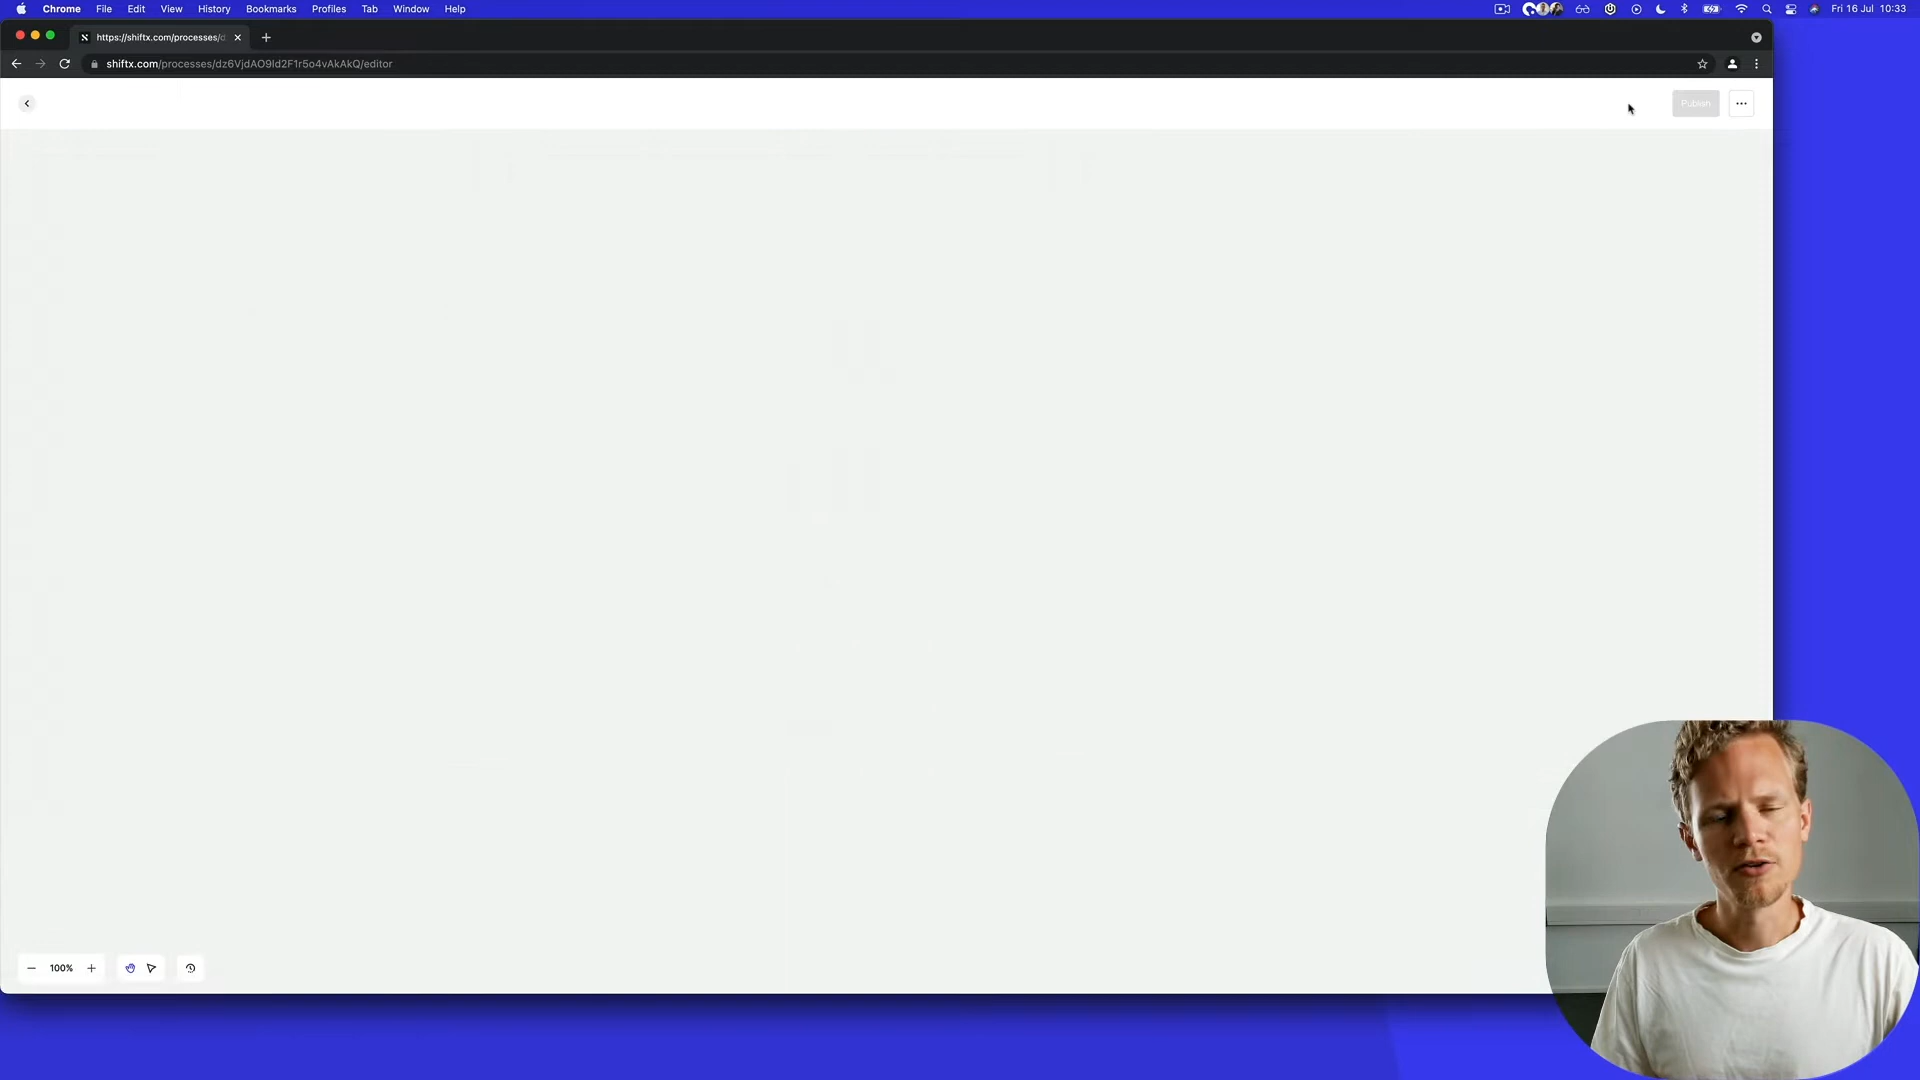 Chrome File Edit View History Bookmarks Profiles Tab Window Help Fri 16 Jul 10:33
https://shiftx.com/processes/d
shiftx.com/processes/dz6VjdAO9Id2F1r5o4vAkAkQ/editor
Publish
100%